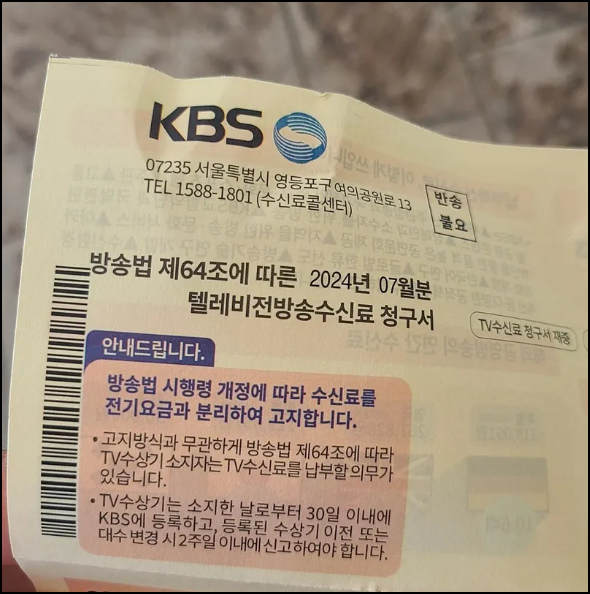 KBS
07235 서울특별시 영등포구 여의공원로 13
TEL 1588-1801 (수신료콜센터)
반송
불요
방송법 제64조에 따른 2024년 07월분
텔레비전방송수신료 청구서
TV수신료 청구서 재중
안내드립니다.
방송법 시행령 개정에 따라 수신료를
전기요금과 분리하여 고지합니다.
• 고지방식과 무관하게 방송법 제64조에 따라
TV수상기 소지자는 TV수신료를 납부할 의무가
있습니다.
• TV수상기는 소지한 날로부터 30일 이내에
KBS에 등록하고, 등록된 수상기 이전 또는
대수 변경 시 2주일 이내에 신고하여야 합니다.